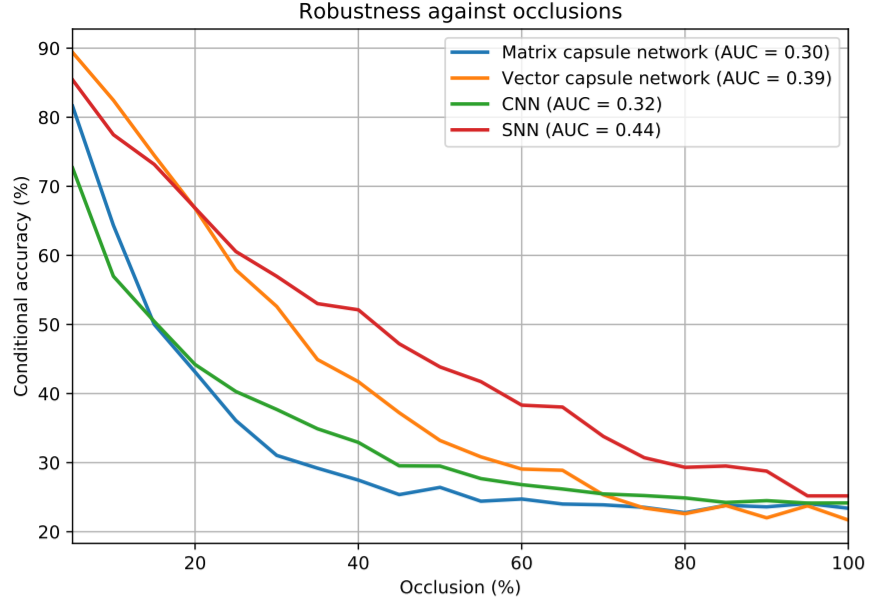 Robustness against occlusions
Matrix capsule network (AUC = 0.30)
Vector capsule network (AUC = 0.39)
CNN (AUC = 0.32)
SNN (AUC = 0.44)
Conditional accuracy (%)
90
80
70
60
50
40
30
20
20
40
60
80
100
Occlusion (%)